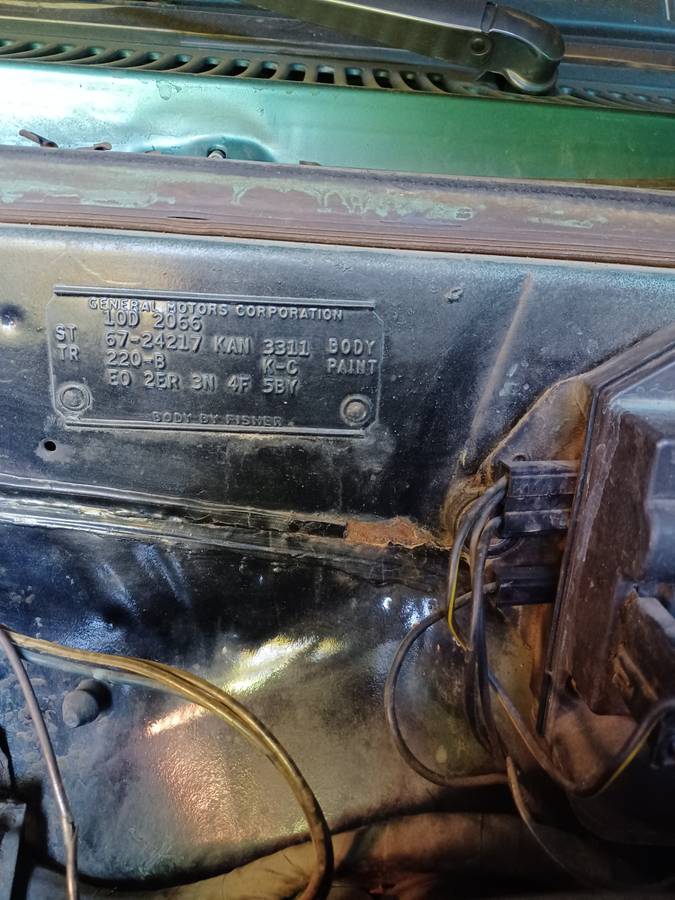 GENERAL MOTORS CORPORATION
10D 2066
ST 67-24217 KAN 3311 BODY
TR 220-B K-C PAINT
EO 2ER 3N 4F 5BY
BODY BY FISHER